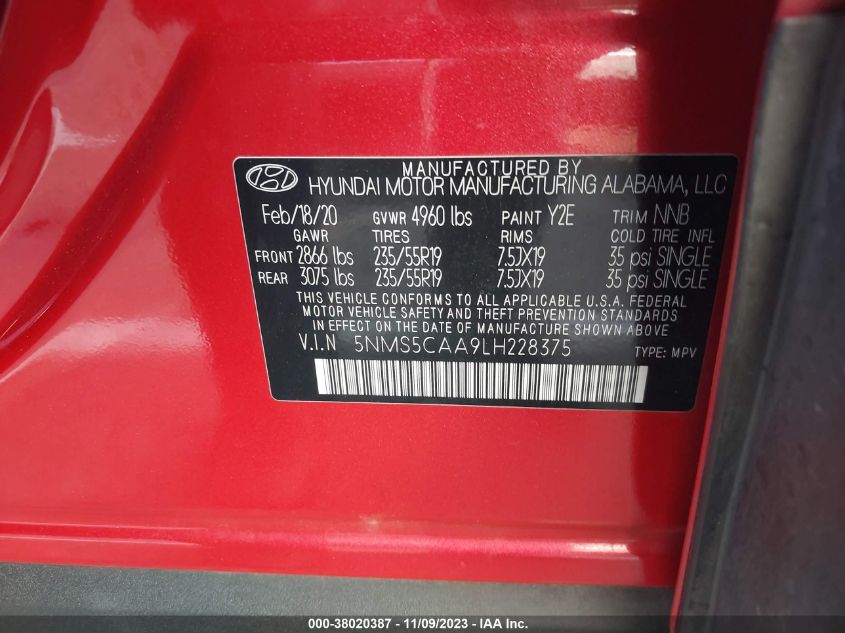 MANUFACTURED BY
HYUNDAI MOTOR MANUFACTURING ALABAMA, LLC
Feb/18/20 GVWR 4960 lbs PAINT Y2E TRIM NNB
GAWR TIRES RIMS COLD TIRE INFL
FRONT 2866 lbs 235/55R19 7.5JX19 35 psi SINGLE
REAR 3075 lbs 235/55R19 7.5JX19 35 psi SINGLE
THIS VEHICLE CONFORMS TO ALL APPLICABLE U.S.A. FEDERAL
MOTOR VEHICLE SAFETY AND THEFT PREVENTION STANDARDS
IN EFFECT ON THE DATE OF MANUFACTURE SHOWN ABOVE.
V.I.N 5NMS5CAA9LH228375 TYPE: MPV
000-38020387 - 11/09/2023 - IAA Inc.